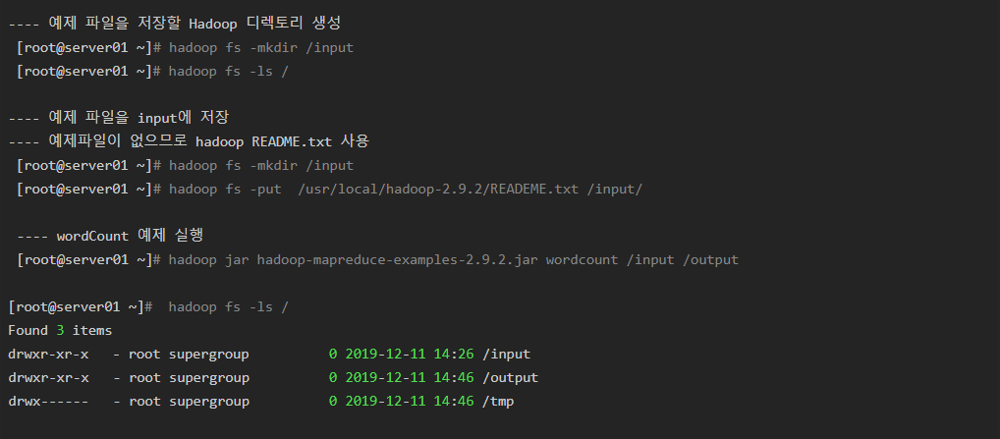 ---- 예제 파일을 저장할 Hadoop 디렉토리 생성
[root@server01 ~]# hadoop fs -mkdir /input
[root@server01 ~]# hadoop fs -ls /
---- 예제 파일을 input에 저장
---- 예제파일이 없으므로 hadoop README.txt 사용
[root@server01 ~]# hadoop fs -mkdir /input
[root@server01 ~]# hadoop fs -put  /usr/local/hadoop-2.9.2/READEME.txt /input/
---- wordCount 예제 실행
[root@server01 ~]# hadoop jar hadoop-mapreduce-examples-2.9.2.jar wordcount /input /output
[root@server01 ~]#  hadoop fs -ls /
Found 3 items
drwxr-xr-x   - root supergroup          0 2019-12-11 14:26 /input
drwxr-xr-x   - root supergroup          0 2019-12-11 14:46 /output
drwx------   - root supergroup          0 2019-12-11 14:46 /tmp